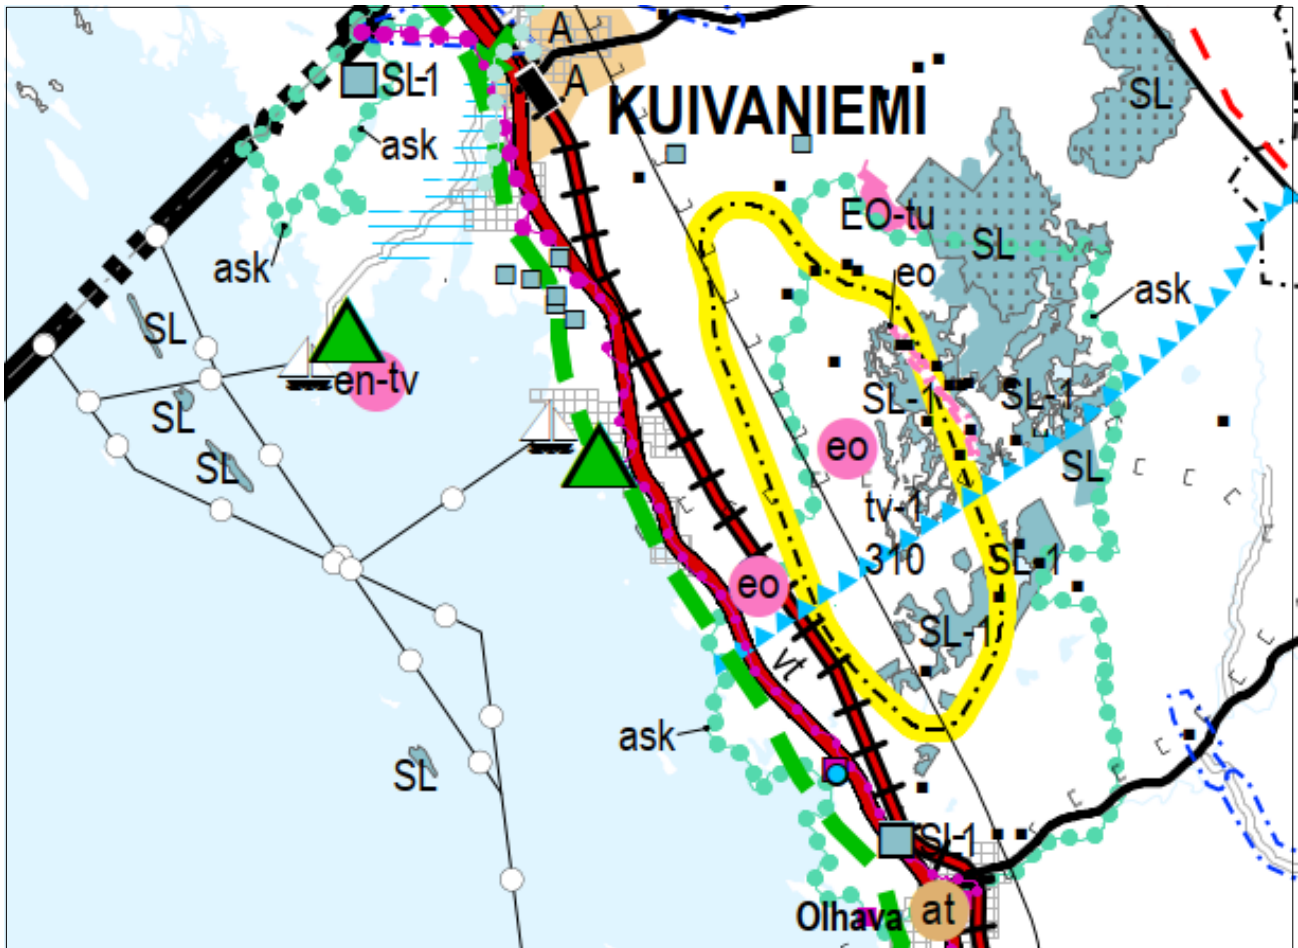 A
SL-1
A
SL
KUIVANIEMI
ask
EO-tu
SL
ask
eo
ask
SL
en-tv
SL-1
SL-1
SL
eo
SL
SL
4
tv-1
310
SL-1
eo
SL-1
vt
ask
SL
SL-1
Olhava
at